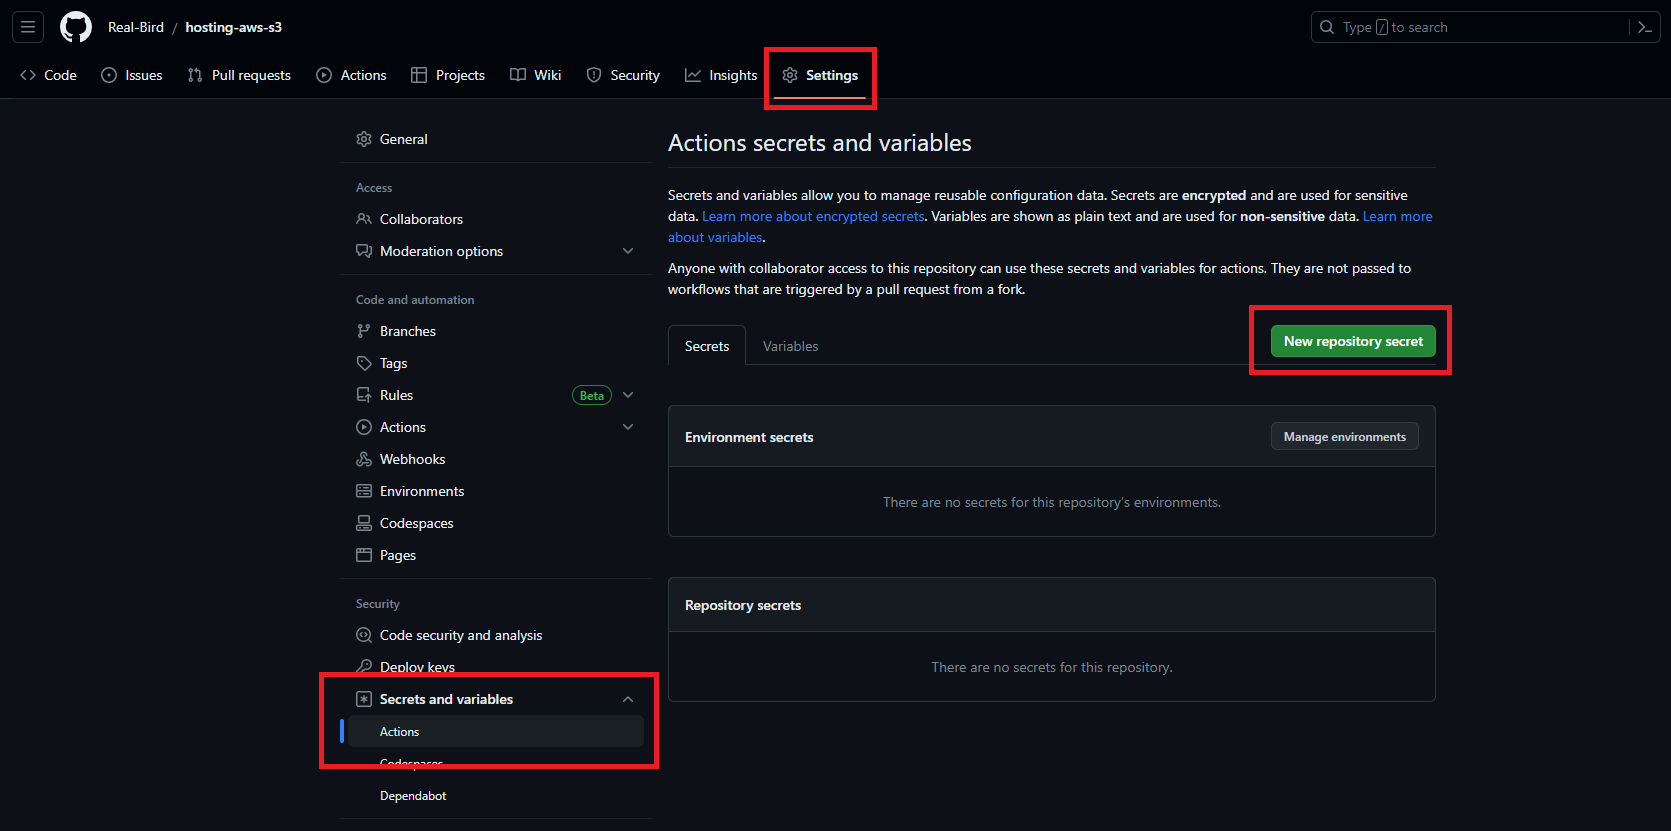 Real-Bird / hosting-aws-s3
Type / to search
Code Issues Pull requests Actions Projects Wiki Security Insights Settings
General
Access
Collaborators
Moderation options
Code and automation
Branches
Tags
Rules Beta
Actions
Webhooks
Environments
Codespaces
Pages
Security
Code security and analysis
Deploy keys
Secrets and variables
Actions
Codespaces
Dependabot
Actions secrets and variables
Secrets and variables allow you to manage reusable configuration data. Secrets are encrypted and are used for sensitive
data. Learn more about encrypted secrets. Variables are shown as plain text and are used for non-sensitive data. Learn more
about variables.
Anyone with collaborator access to this repository can use these secrets and variables for actions. They are not passed to
workflows that are triggered by a pull request from a fork.
Secrets Variables
New repository secret
Environment secrets
Manage environments
There are no secrets for this repository's environments.
Repository secrets
There are no secrets for this repository.